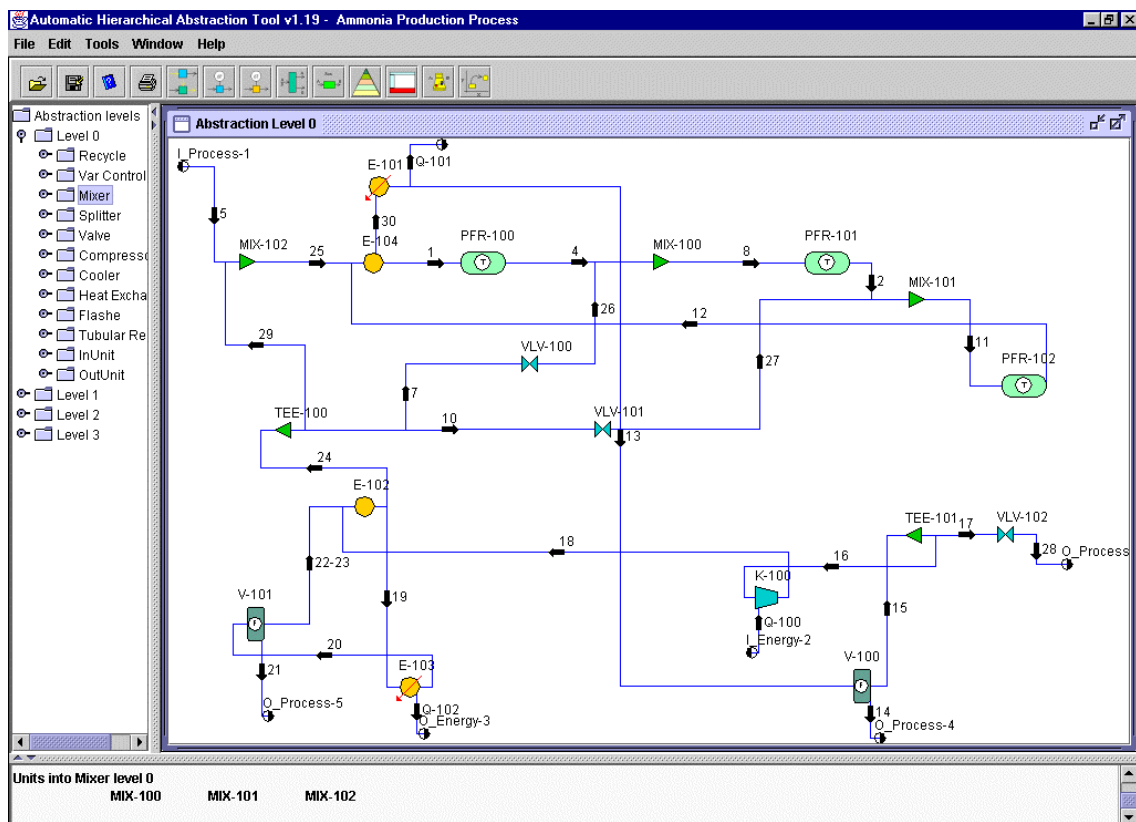 Automatic Hierarchical Abstraction Tool v1.19 - Ammonia Production Process
File Edit Tools Window Help
Abstraction levels
Level 0
Recycle
Var Control
Mixer
Splitter
Valve
Compresso
Cooler
Heat Excha
Flashe
Tubular Re
InUnit
OutUnit
Level 1
Level 2
Level 3
Abstraction Level 0
I_Process-1
E-101
Q-101
5
30
MIX-102
25
E-104
1
PFR-100
T
4
MIX-100
8
PFR-101
T
2
MIX-101
26
12
29
VLV-100
27
11
PFR-102
T
7
TEE-100
10
VLV-101
13
24
E-102
18
TEE-101
17
VLV-102
22-23
16
28
O_Process
K-100
V-101
F
19
15
Q-100
I_Energy-2
20
21
E-103
V-100
F
O_Process-5
Q-102
O_Energy-3
14
O_Process-4
Units into Mixer level 0
MIX-100 MIX-101 MIX-102